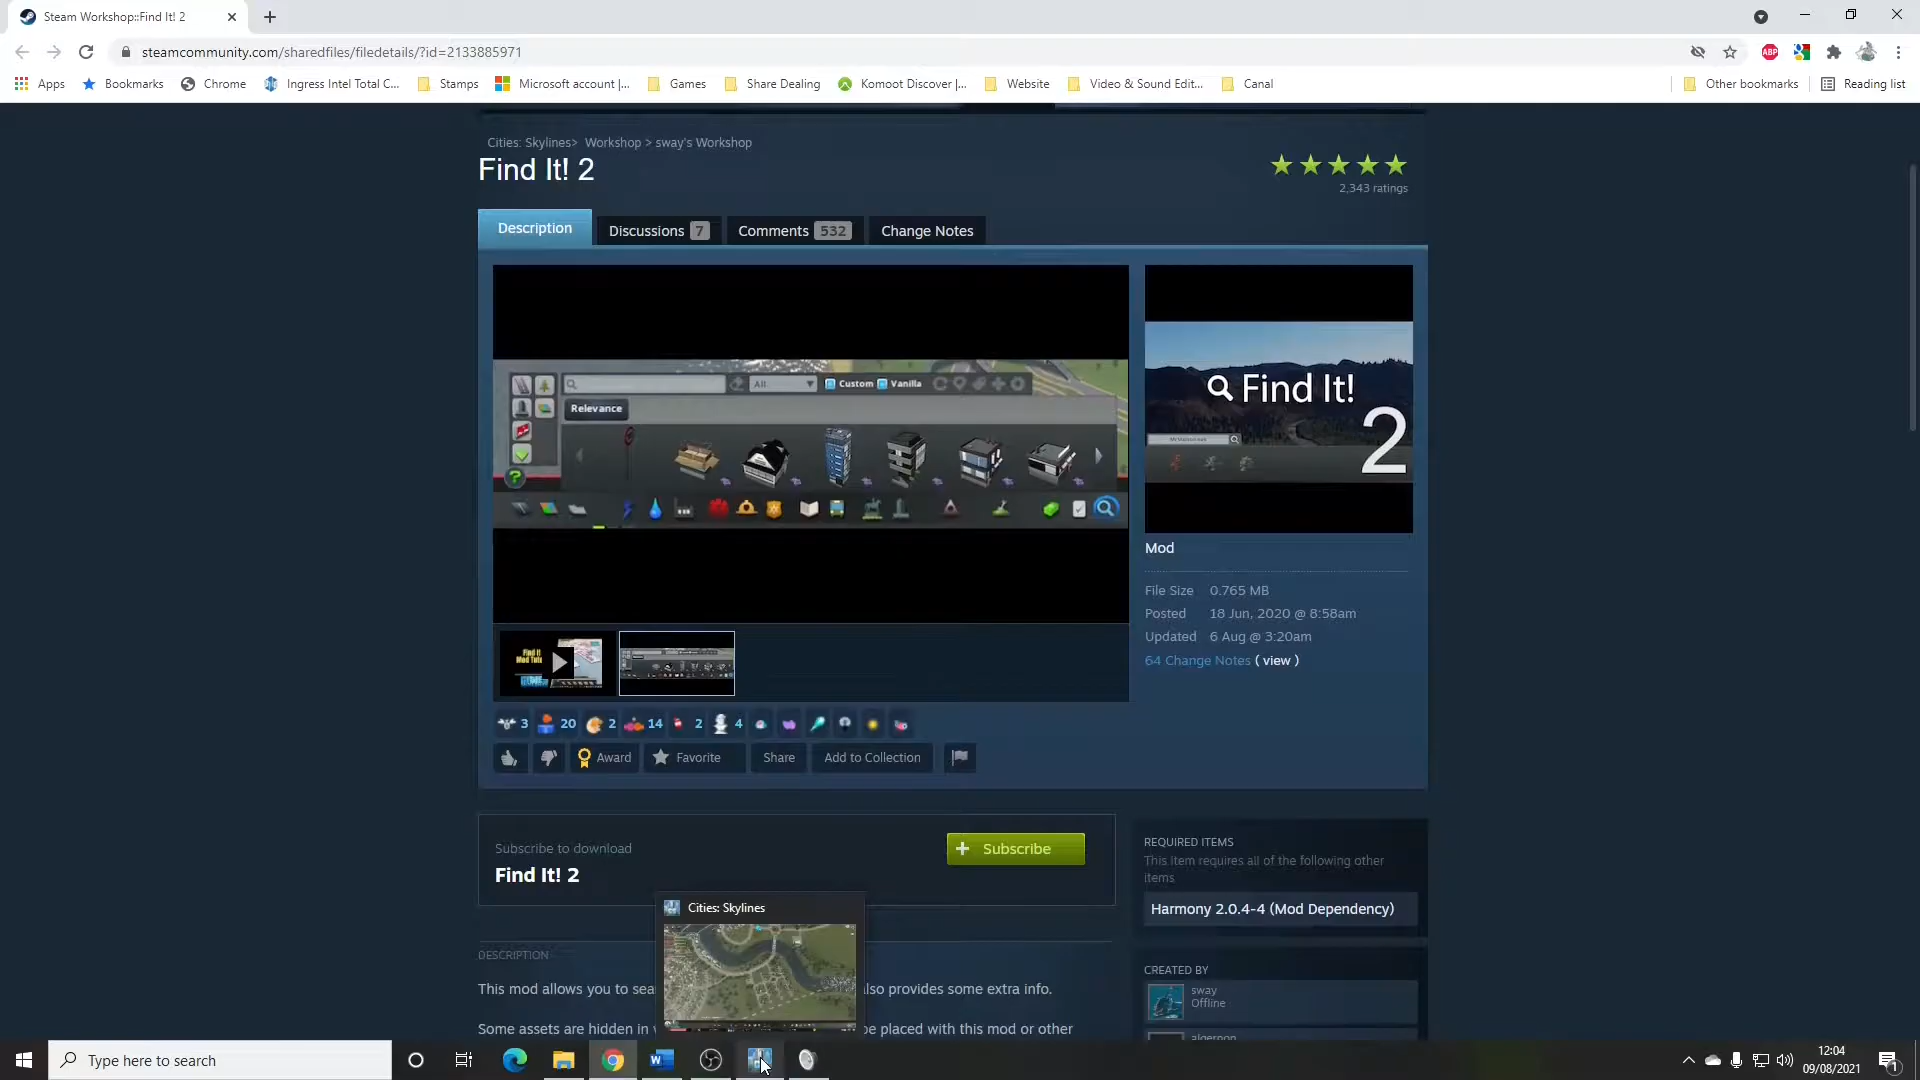 Steam Workshop::Find It! 2
steamcommunity.com/sharedfiles/filedetails/?id=2133885971
ABP
Apps
Bookmarks
Chrome
Ingress Intel Total C...
Stamps
Microsoft account |...
Games
Share Dealing
Komoot Discover |...
Website
Video & Sound Edit...
Canal
Other bookmarks
Reading list
Cities: Skylines> Workshop > sway's Workshop
Find It! 2
2,343 ratings
Description
Discussions 7
Comments 532
Change Notes
All
Custom
Vanilla
Relevance
Find It!
2
Mod
File Size 0.765 MB
Posted 18 Jun, 2020 @ 8:58am
Updated 6 Aug @ 3:20am
64 Change Notes ( view )
Find It
3
20
2
14
2
4
Award
Favorite
Share
Add to Collection
Subscribe to download
Find It! 2
Subscribe
REQUIRED ITEMS
This item requires all of the following other
items
Harmony 2.0.4-4 (Mod Dependency)
Cities: Skylines
DESCRIPTION
This mod allows you to sea
lso provides some extra info.
Some assets are hidden in
be placed with this mod or other
CREATED BY
sway
Offline
algernon
Type here to search
12:04
09/08/2021
1